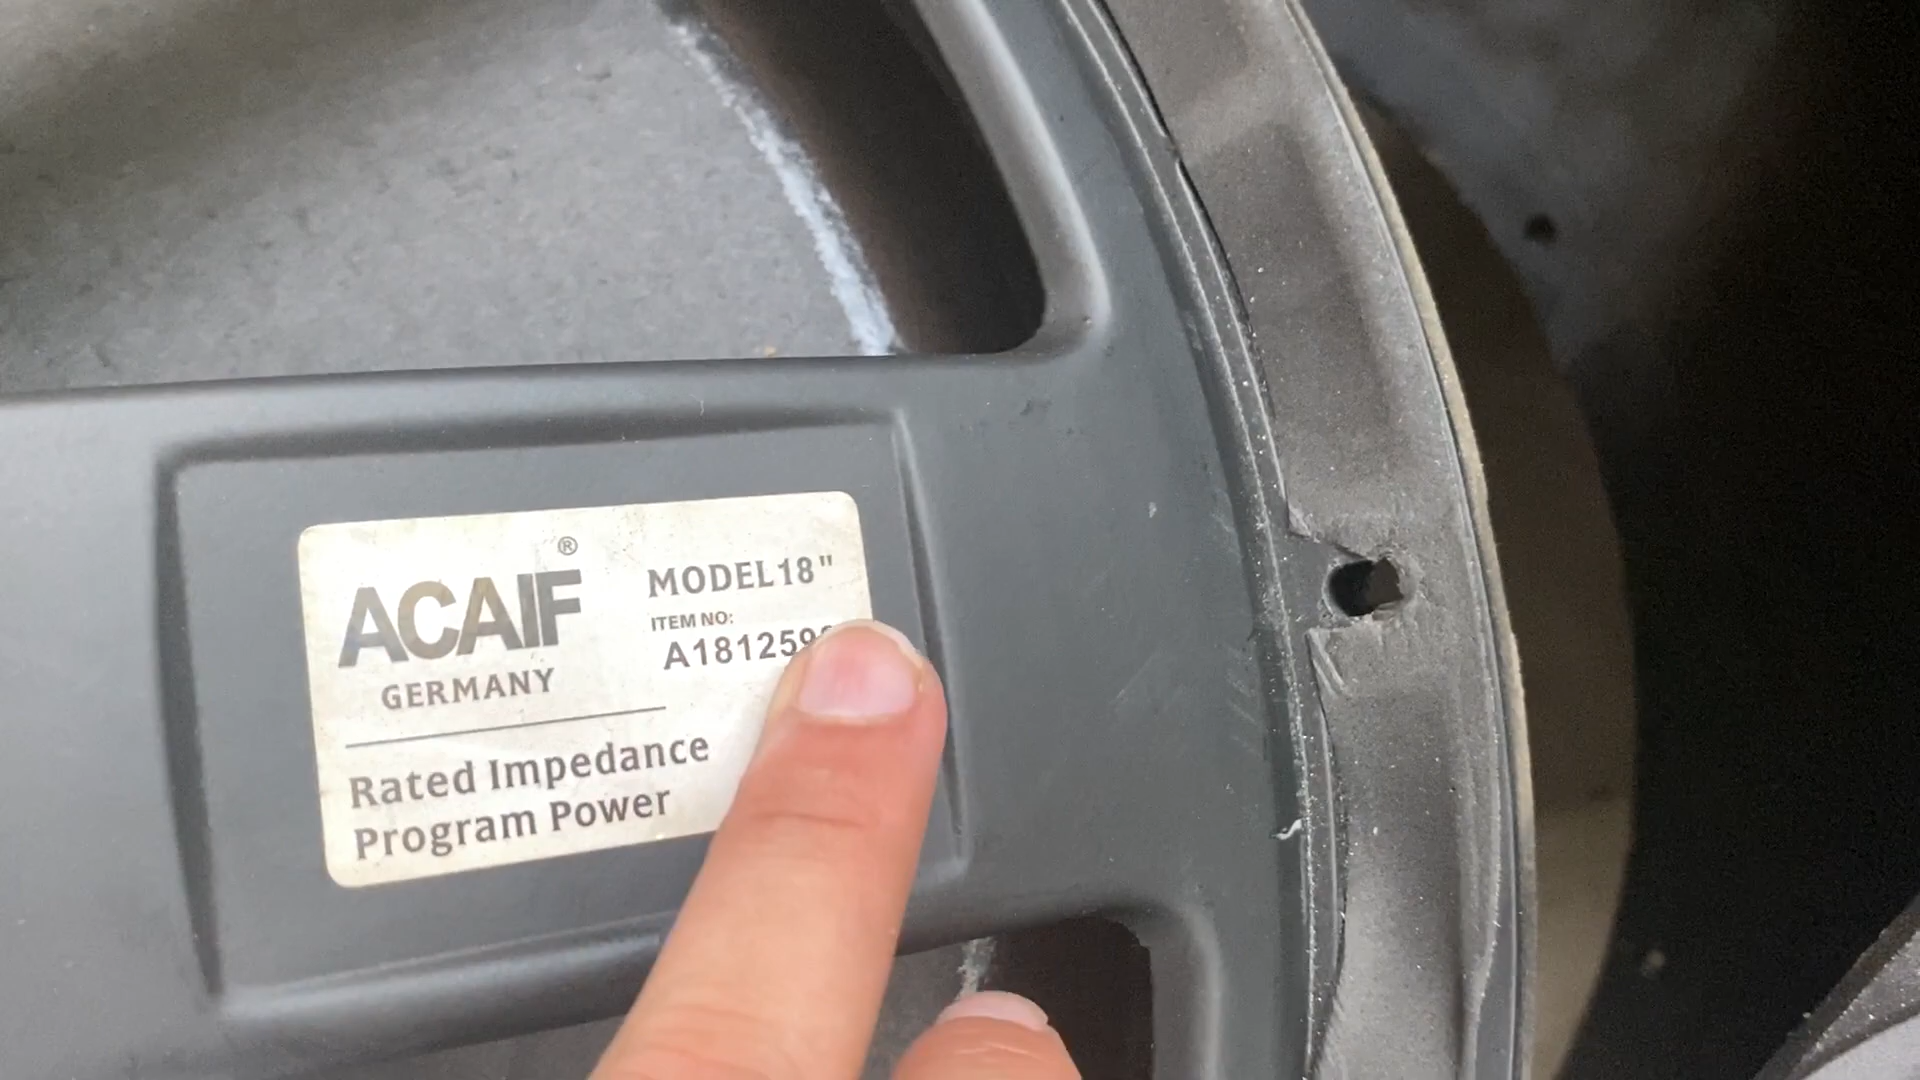 ACAIF®
GERMANY
MODEL18"
ITEM NO:
Rated Impedance
Program Power